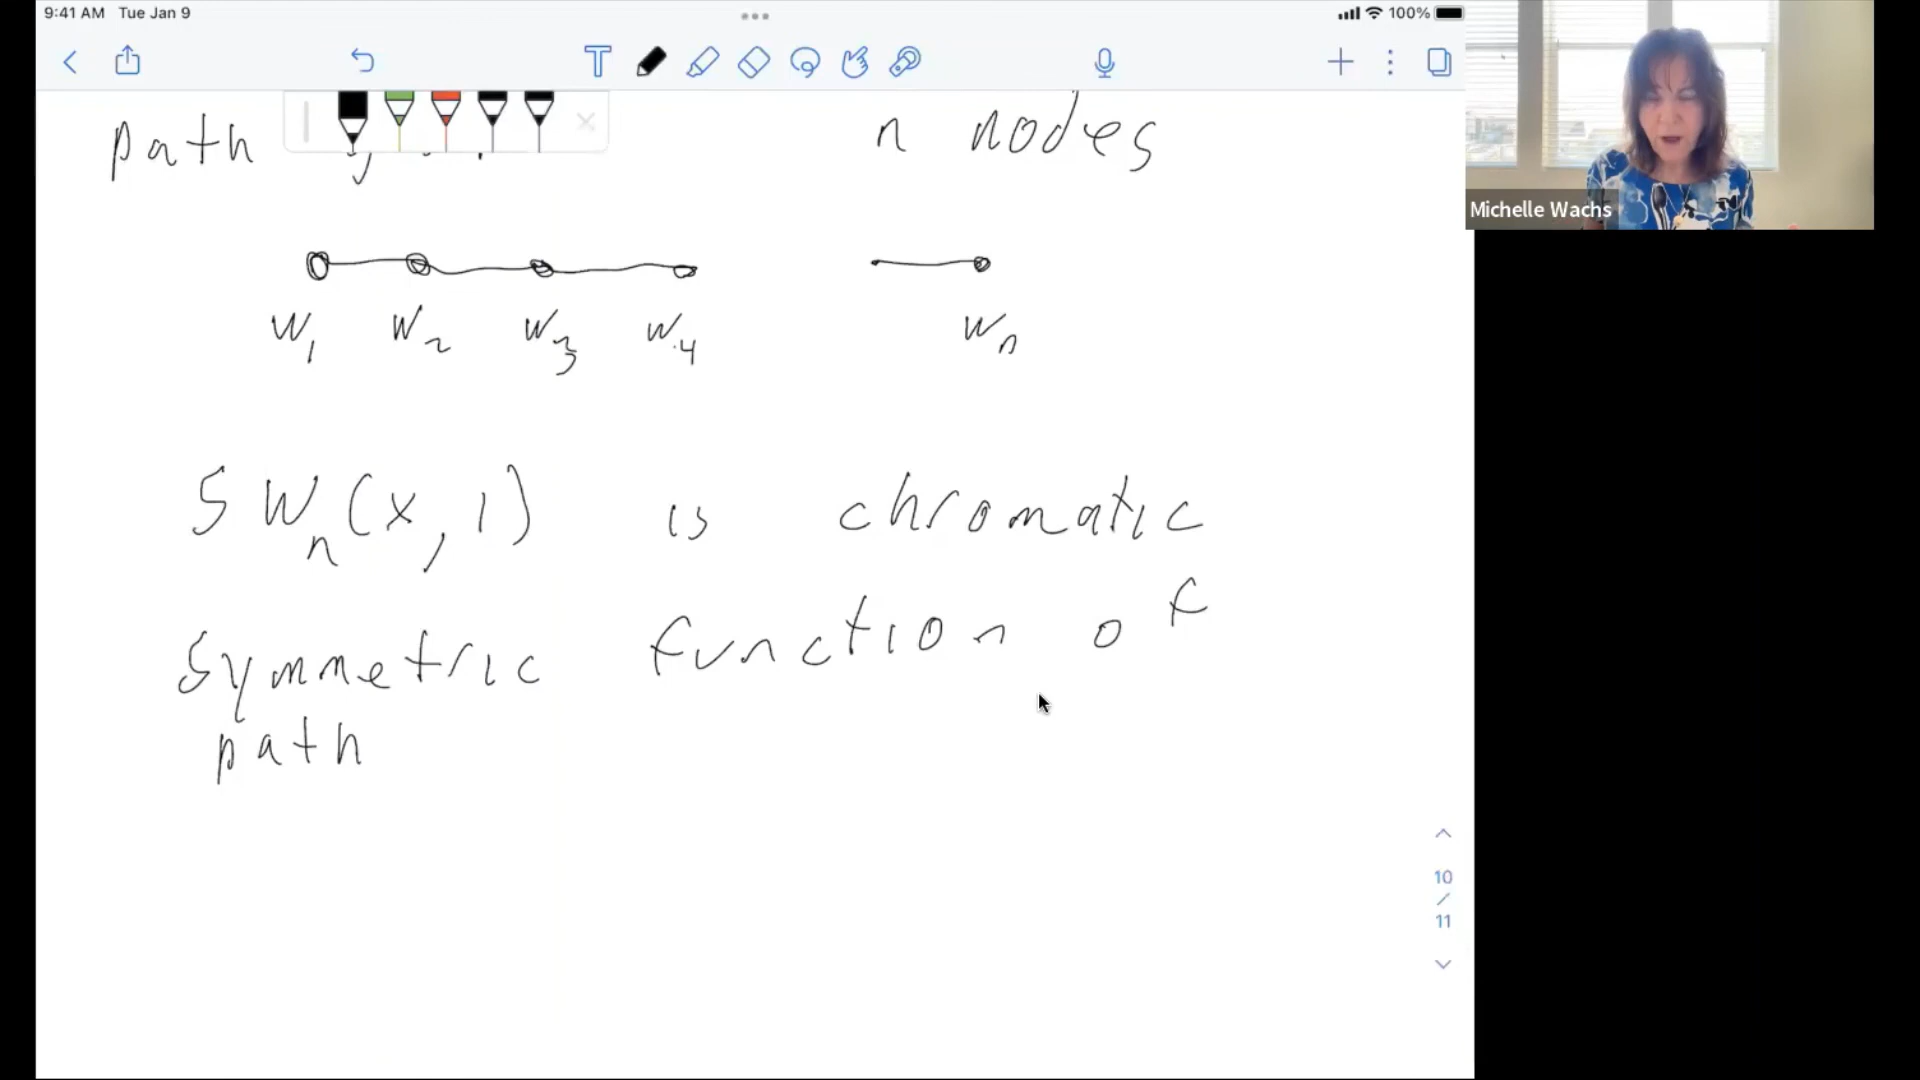 9:41 AM Tue Jan 9
100%
path
n nodes
W1 W2 W3 W4 Wn
Michelle Wachs
SWn(x,1) is chromatic
symmetric function of
path
10
/
11